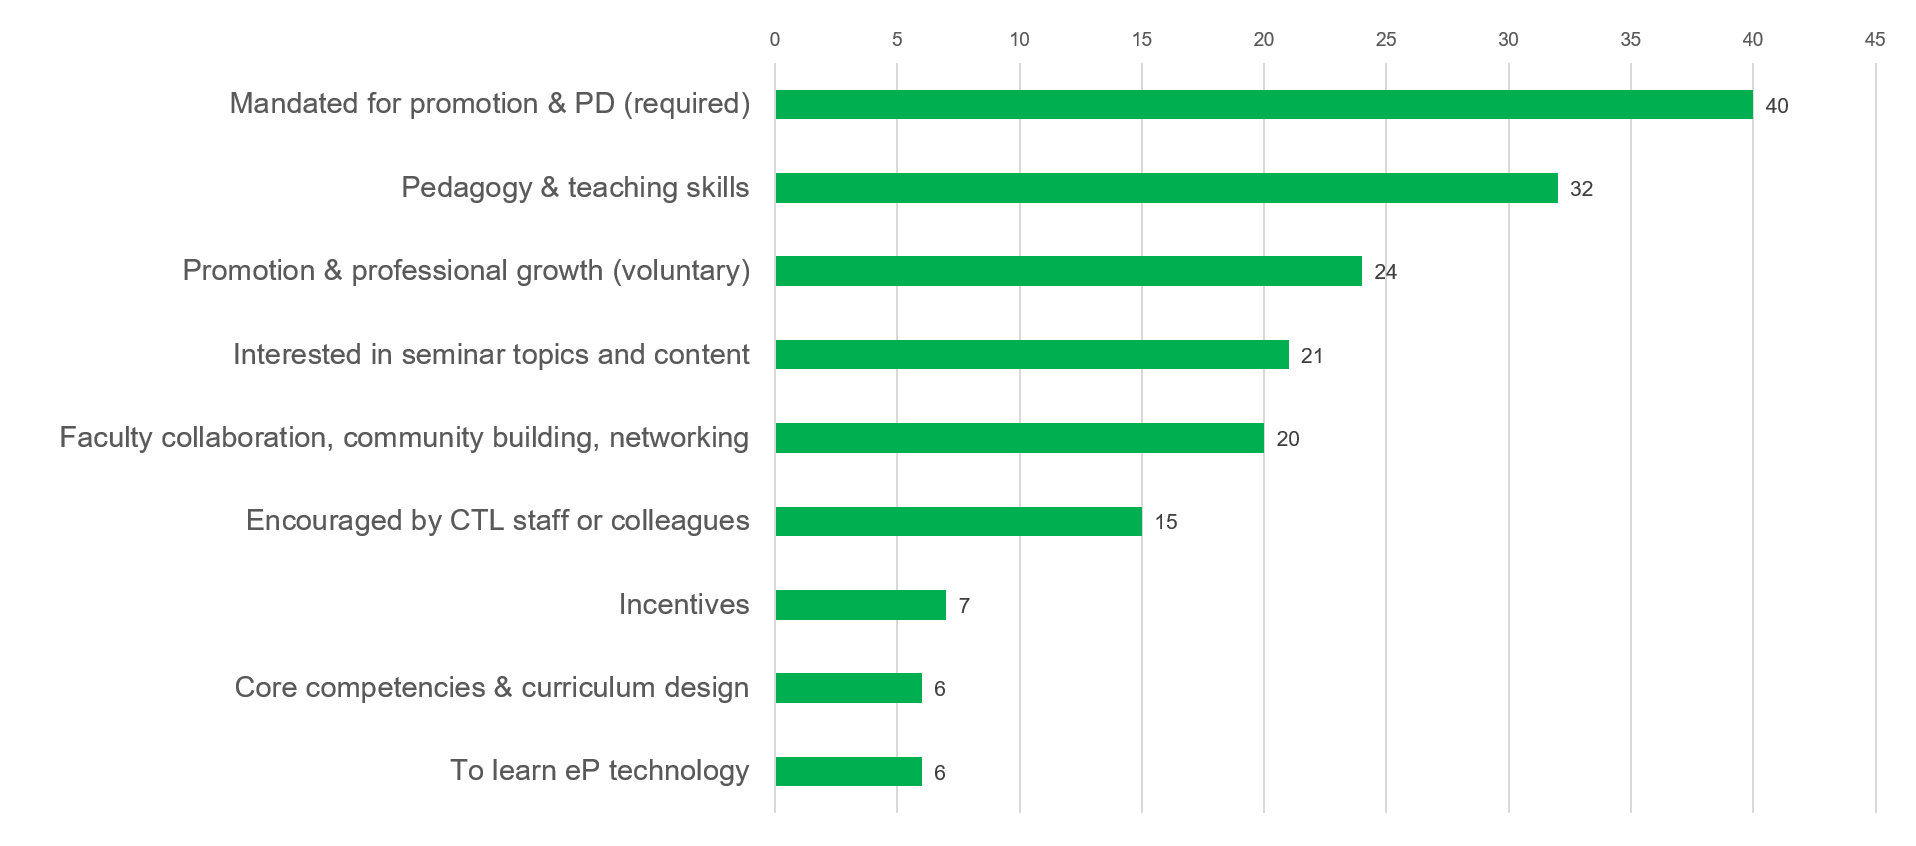 0 5 10 15 20 25 30 35 40 45
Mandated for promotion & PD (required) 40
Pedagogy & teaching skills 32
Promotion & professional growth (voluntary) 24
Interested in seminar topics and content 21
Faculty collaboration, community building, networking 20
Encouraged by CTL staff or colleagues 15
Incentives 7
Core competencies & curriculum design 6
To learn eP technology 6